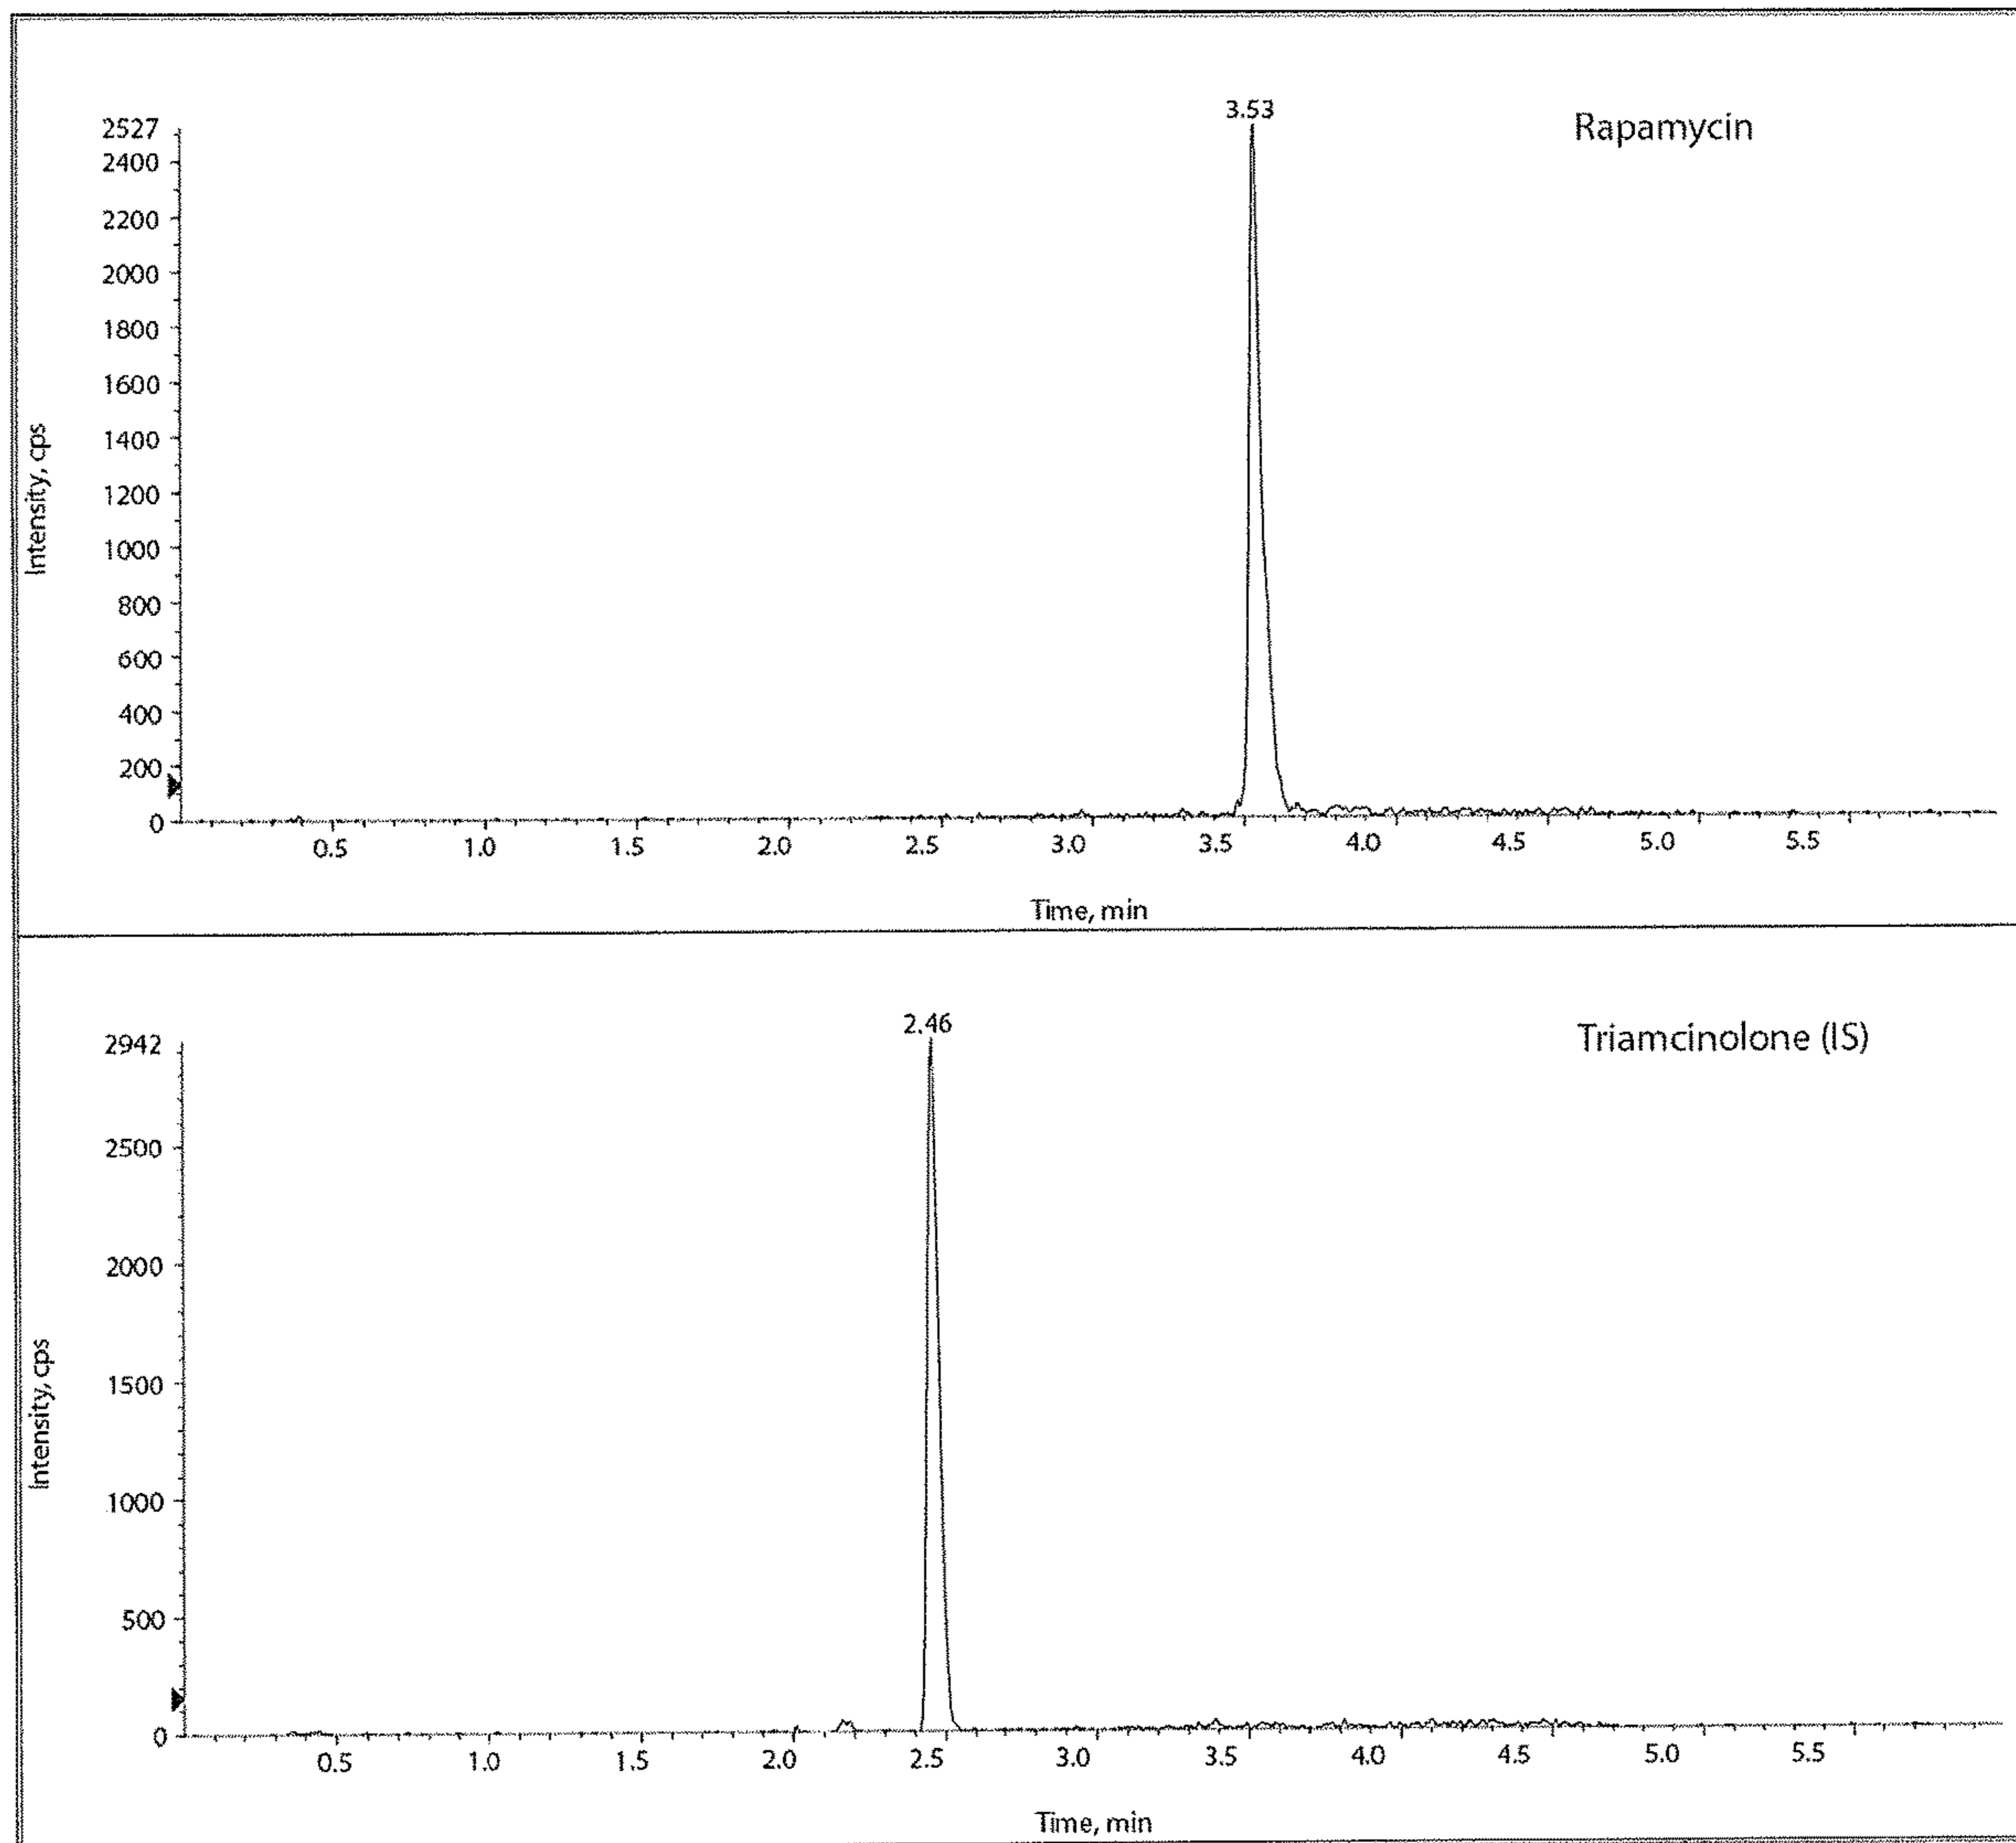 3.53
Rapamycin
2527
2400
2200
2000
1800
1600
1400
1200
1000
800
600
400
200
0
Intensity, cps
0.5 1.0 1.5 2.0 2.5 3.0 3.5 4.0 4.5 5.0 5.5
Time, min
2.46
Triamcinolone (IS)
2942
2500
2000
1500
1000
500
0
Intensity, cps
0.5 1.0 1.5 2.0 2.5 3.0 3.5 4.0 4.5 5.0 5.5
Time, min